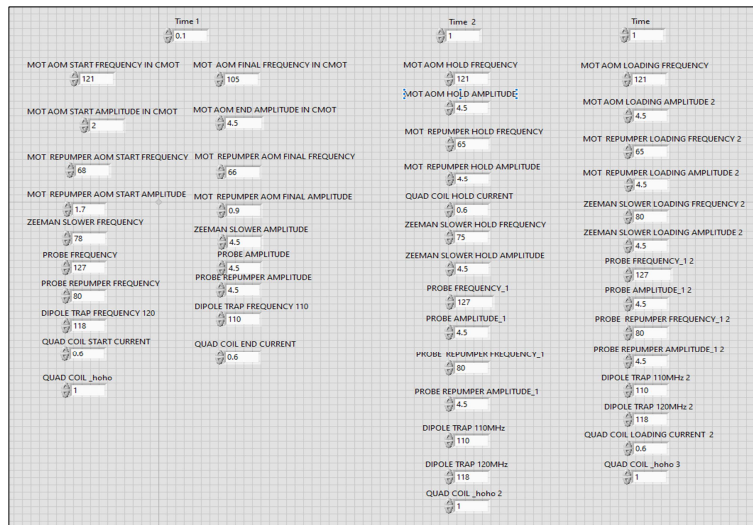 Time 1
0.1
MOT AOM START FREQUENCY IN CMOT
121
MOT AOM FINAL FREQUENCY IN CMOT
105
MOT AOM START AMPLITUDE IN CMOT
2
MOT AOM END AMPLITUDE IN CMOT
4.5
MOT REPUMPER AOM START FREQUENCY
68
MOT REPUMPER AOM FINAL FREQUENCY
66
MOT REPUMPER AOM START AMPLITUDE
1.7
MOT REPUMPER AOM FINAL AMPLITUDE
0.9
ZEEMAN SLOWER FREQUENCY
78
ZEEMAN SLOWER AMPLITUDE
4.5
PROBE FREQUENCY
127
PROBE AMPLITUDE
4.5
PROBE REPUMPER FREQUENCY
80
PROBE REPUMPER AMPLITUDE
4.5
DIPOLE TRAP FREQUENCY 120
118
DIPOLE TRAP FREQUENCY 110
110
QUAD COIL START CURRENT
0.6
QUAD COIL END CURRENT
0.6
QUAD COIL _hoho
1
Time 2
1
MOT AOM HOLD FREQUENCY
121
MOT AOM HOLD AMPLITUDE
4.5
MOT REPUMPER HOLD FREQUENCY
65
MOT REPUMPER HOLD AMPLITUDE
4.5
QUAD COIL HOLD CURRENT
0.6
ZEEMAN SLOWER HOLD FREQUENCY
75
ZEEMAN SLOWER HOLD AMPLITUDE
4.5
PROBE FREQUENCY_1
127
PROBE AMPLITUDE_1
4.5
PROBE REPUMPER FREQUENCY_1
80
PROBE REPUMPER AMPLITUDE_1
4.5
DIPOLE TRAP 110MHz
110
DIPOLE TRAP 120MHz
118
QUAD COIL _hoho 2
1
Time
1
MOT AOM LOADING FREQUENCY
121
MOT AOM LOADING AMPLITUDE 2
4.5
MOT REPUMPER LOADING FREQUENCY 2
65
MOT REPUMPER LOADING AMPLITUDE 2
4.5
ZEEMAN SLOWER LOADING FREQUENCY 2
80
ZEEMAN SLOWER LOADING AMPLITUDE 2
4.5
PROBE FREQUENCY_1 2
127
PROBE AMPLITUDE_1 2
4.5
PROBE REPUMPER FREQUENCY_1 2
80
PROBE REPUMPER AMPLITUDE_1 2
4.5
DIPOLE TRAP 110MHz 2
110
DIPOLE TRAP 120MHz 2
118
QUAD COIL LOADING CURRENT 2
0.6
QUAD COIL _hoho 3
1